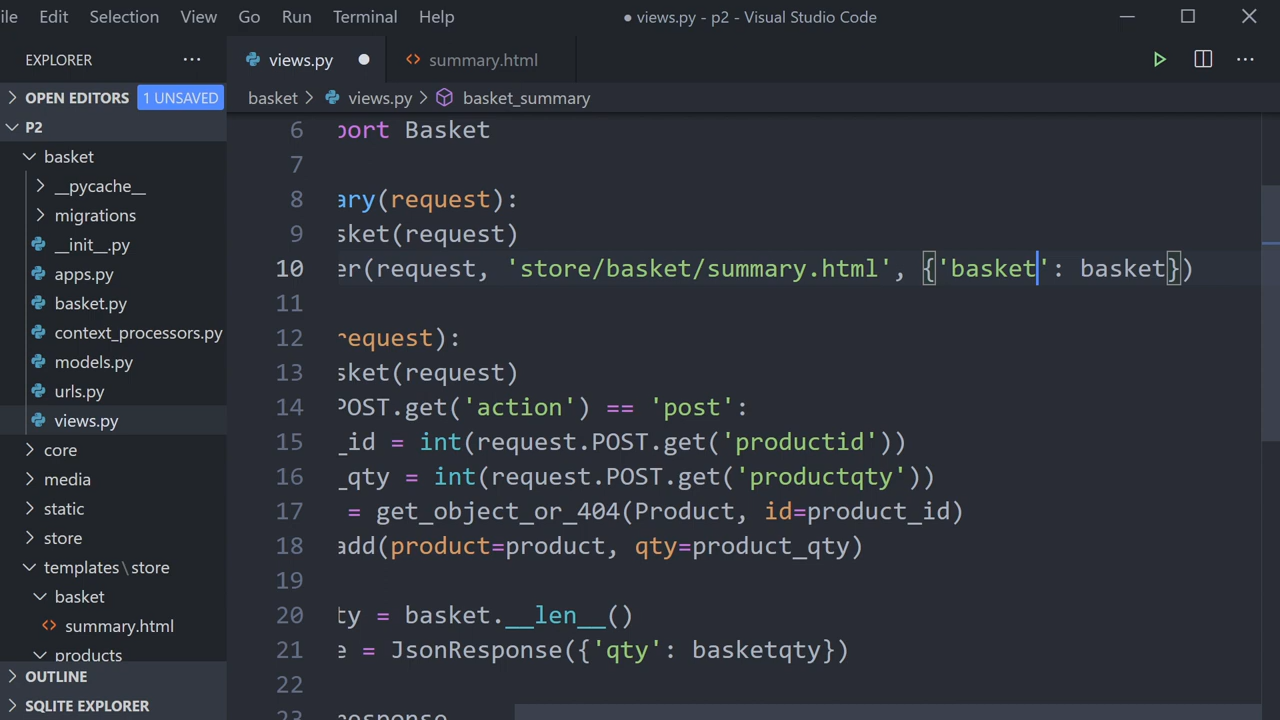 ile Edit Selection View Go Run Terminal Help ● views.py - p2 - Visual Studio Code
EXPLORER ... views.py summary.html ...
OPEN EDITORS 1 UNSAVED
basket > views.py > basket_summary
P2
basket
__pycache__
migrations
__init__.py
apps.py
basket.py
context_processors.py
models.py
urls.py
views.py
core
media
static
store
templates\store
basket
summary.html
products
OUTLINE
SQLITE EXPLORER
6 port Basket
7
8 ary(request):
9 sket(request)
10 er(request, 'store/basket/summary.html', {'basket': basket})
11
12 request):
13 sket(request)
14 POST.get('action') == 'post':
15 _id = int(request.POST.get('productid'))
16 _qty = int(request.POST.get('productqty'))
17 = get_object_or_404(Product, id=product_id)
18 add(product=product, qty=product_qty)
19
20 ty = basket.__len__()
21 e = JsonResponse({'qty': basketqty})
22
23 response